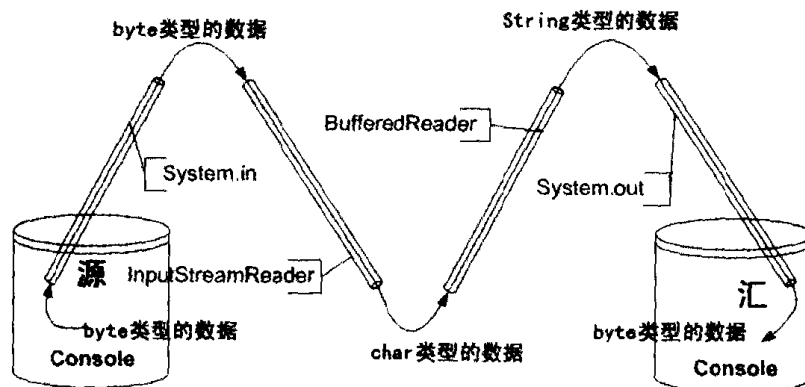 byte类型的数据
String类型的数据
BufferedReader
System.in
System.out
源
InputStreamReader
汇
byte类型的数据
byte类型的数据
char类型的数据
Console
Console